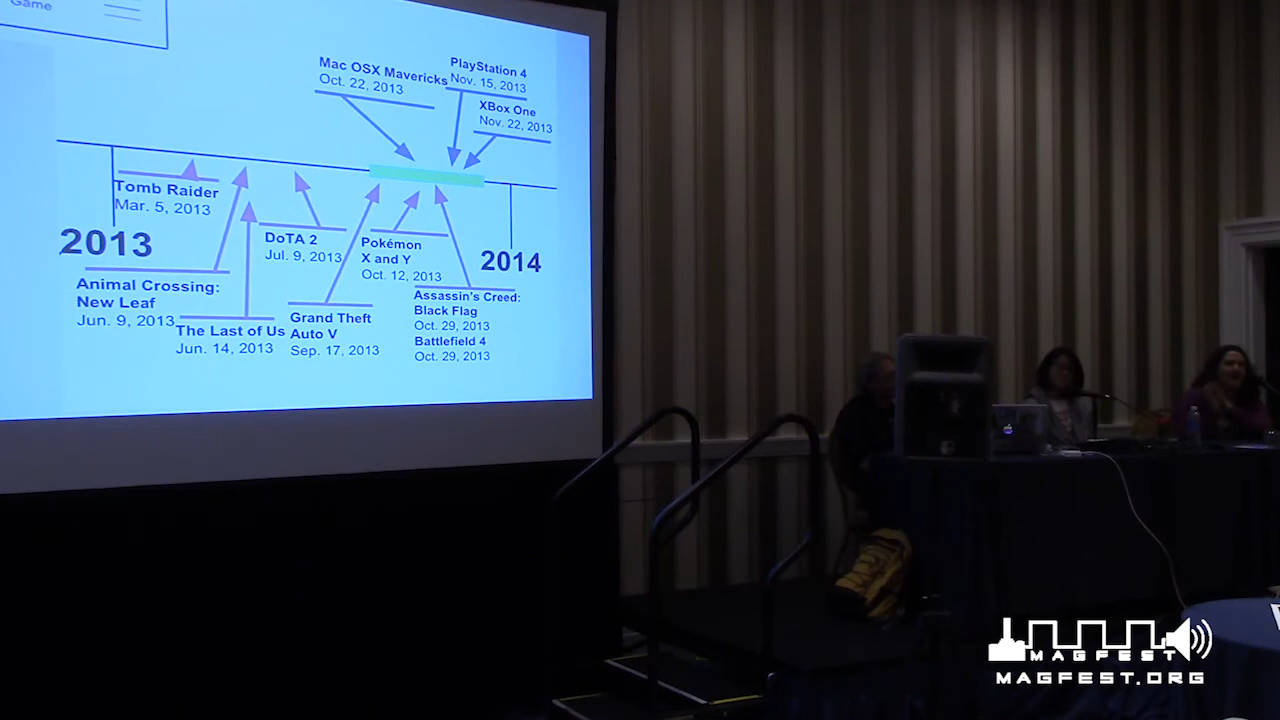 Game
Mac OSX Mavericks
Oct. 22, 2013
PlayStation 4
Nov. 15, 2013
XBox One
Nov. 22, 2013
Tomb Raider
Mar. 5, 2013
2013
DoTA 2
Jul. 9, 2013
Pokémon
X and Y
Oct. 12, 2013
2014
Animal Crossing:
New Leaf
Jun. 9, 2013
The Last of Us
Jun. 14, 2013
Grand Theft
Auto V
Sep. 17, 2013
Assassin's Creed:
Black Flag
Oct. 29, 2013
Battlefield 4
Oct. 29, 2013
MAGFEST
MAGFEST.ORG